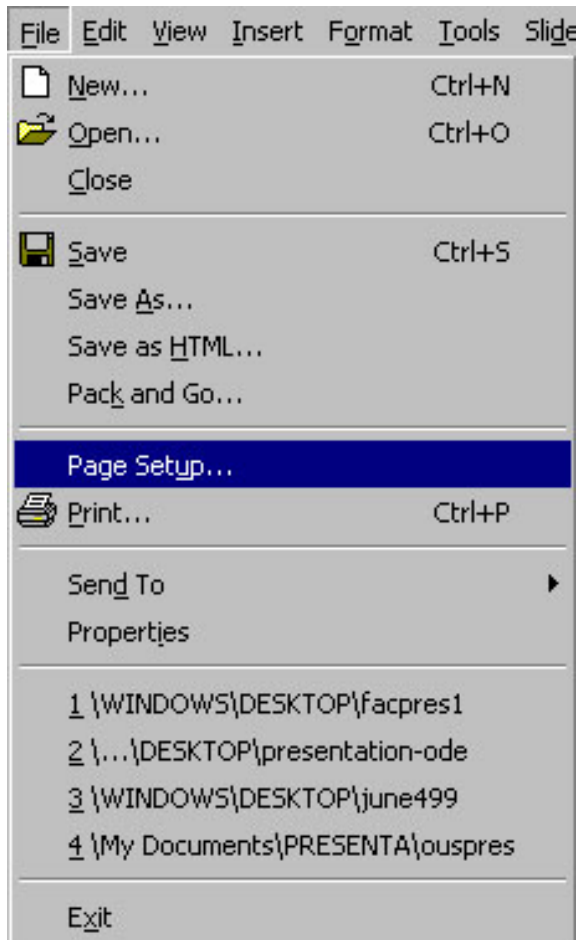 File Edit View Insert Format Tools Slide
New... Ctrl+N
Open... Ctrl+O
Close
Save Ctrl+S
Save As...
Save as HTML...
Pack and Go...
Page Setup...
Print... Ctrl+P
Send To
Properties
1 \WINDOWS\DESKTOP\facpres1
2 \...\DESKTOP\presentation-ode
3 \WINDOWS\DESKTOP\june499
4 \My Documents\PRESENTA\ouspres
Exit